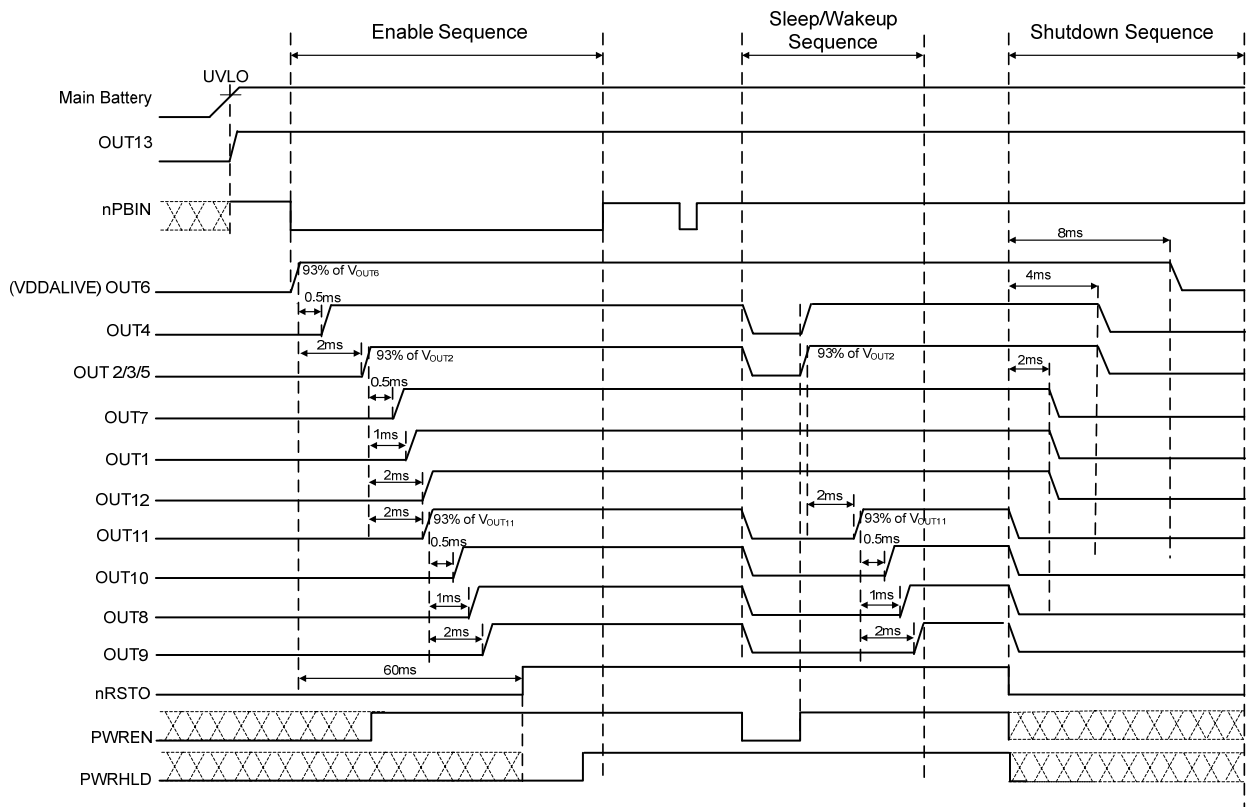 Enable Sequence
Sleep/Wakeup
Sequence
Shutdown Sequence
UVLO
Main Battery
OUT13
nPBIN
8ms
93% of VOUT6
(VDDALIVE) OUT6
4ms
0.5ms
OUT4
2ms
93% of VOUT2
93% of VOUT2
OUT 2/3/5
2ms
0.5ms
OUT7
1ms
OUT1
2ms
OUT12
2ms
2ms
93% of VOUT11
93% of VOUT11
OUT11
0.5ms
0.5ms
OUT10
1ms
1ms
OUT8
2ms
2ms
OUT9
60ms
nRSTO
PWREN
PWRHLD